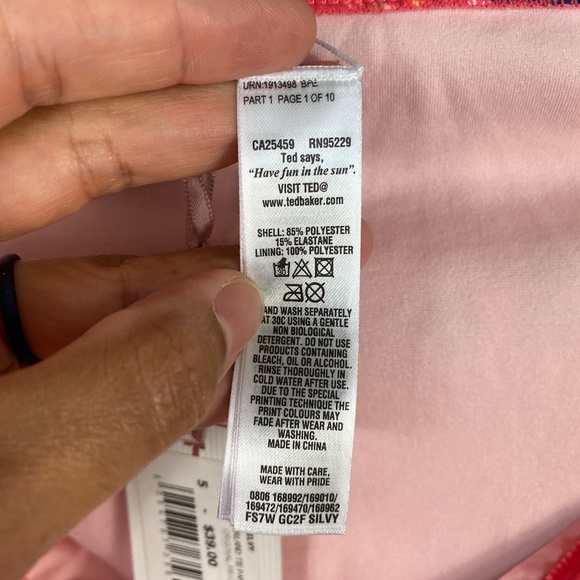 URN:1913498 BPE
PART 1 PAGE 1 OF 10
CA25459 RN95229
Ted says,
"Have fun in the sun".
VISIT TED@
www.tedbaker.com
SHELL: 85% POLYESTER
15% ELASTANE
LINING: 100% POLYESTER
AND WASH SEPARATELY
AT 30C USING A GENTLE
NON BIOLOGICAL
DETERGENT. DO NOT USE
PRODUCTS CONTAINING
BLEACH, OIL OR ALCOHOL.
RINSE THOROUGHLY IN
COLD WATER AFTER USE.
DUE TO THE SPECIAL
PRINTING TECHNIQUE THE
PRINT COLOURS MAY
FADE AFTER WEAR AND
WASHING.
MADE IN CHINA
MADE WITH CARE,
WEAR WITH PRIDE
0806 168992/169010/
169472/169470/168962
FS7W GC2F SILVY
5 - $39.00